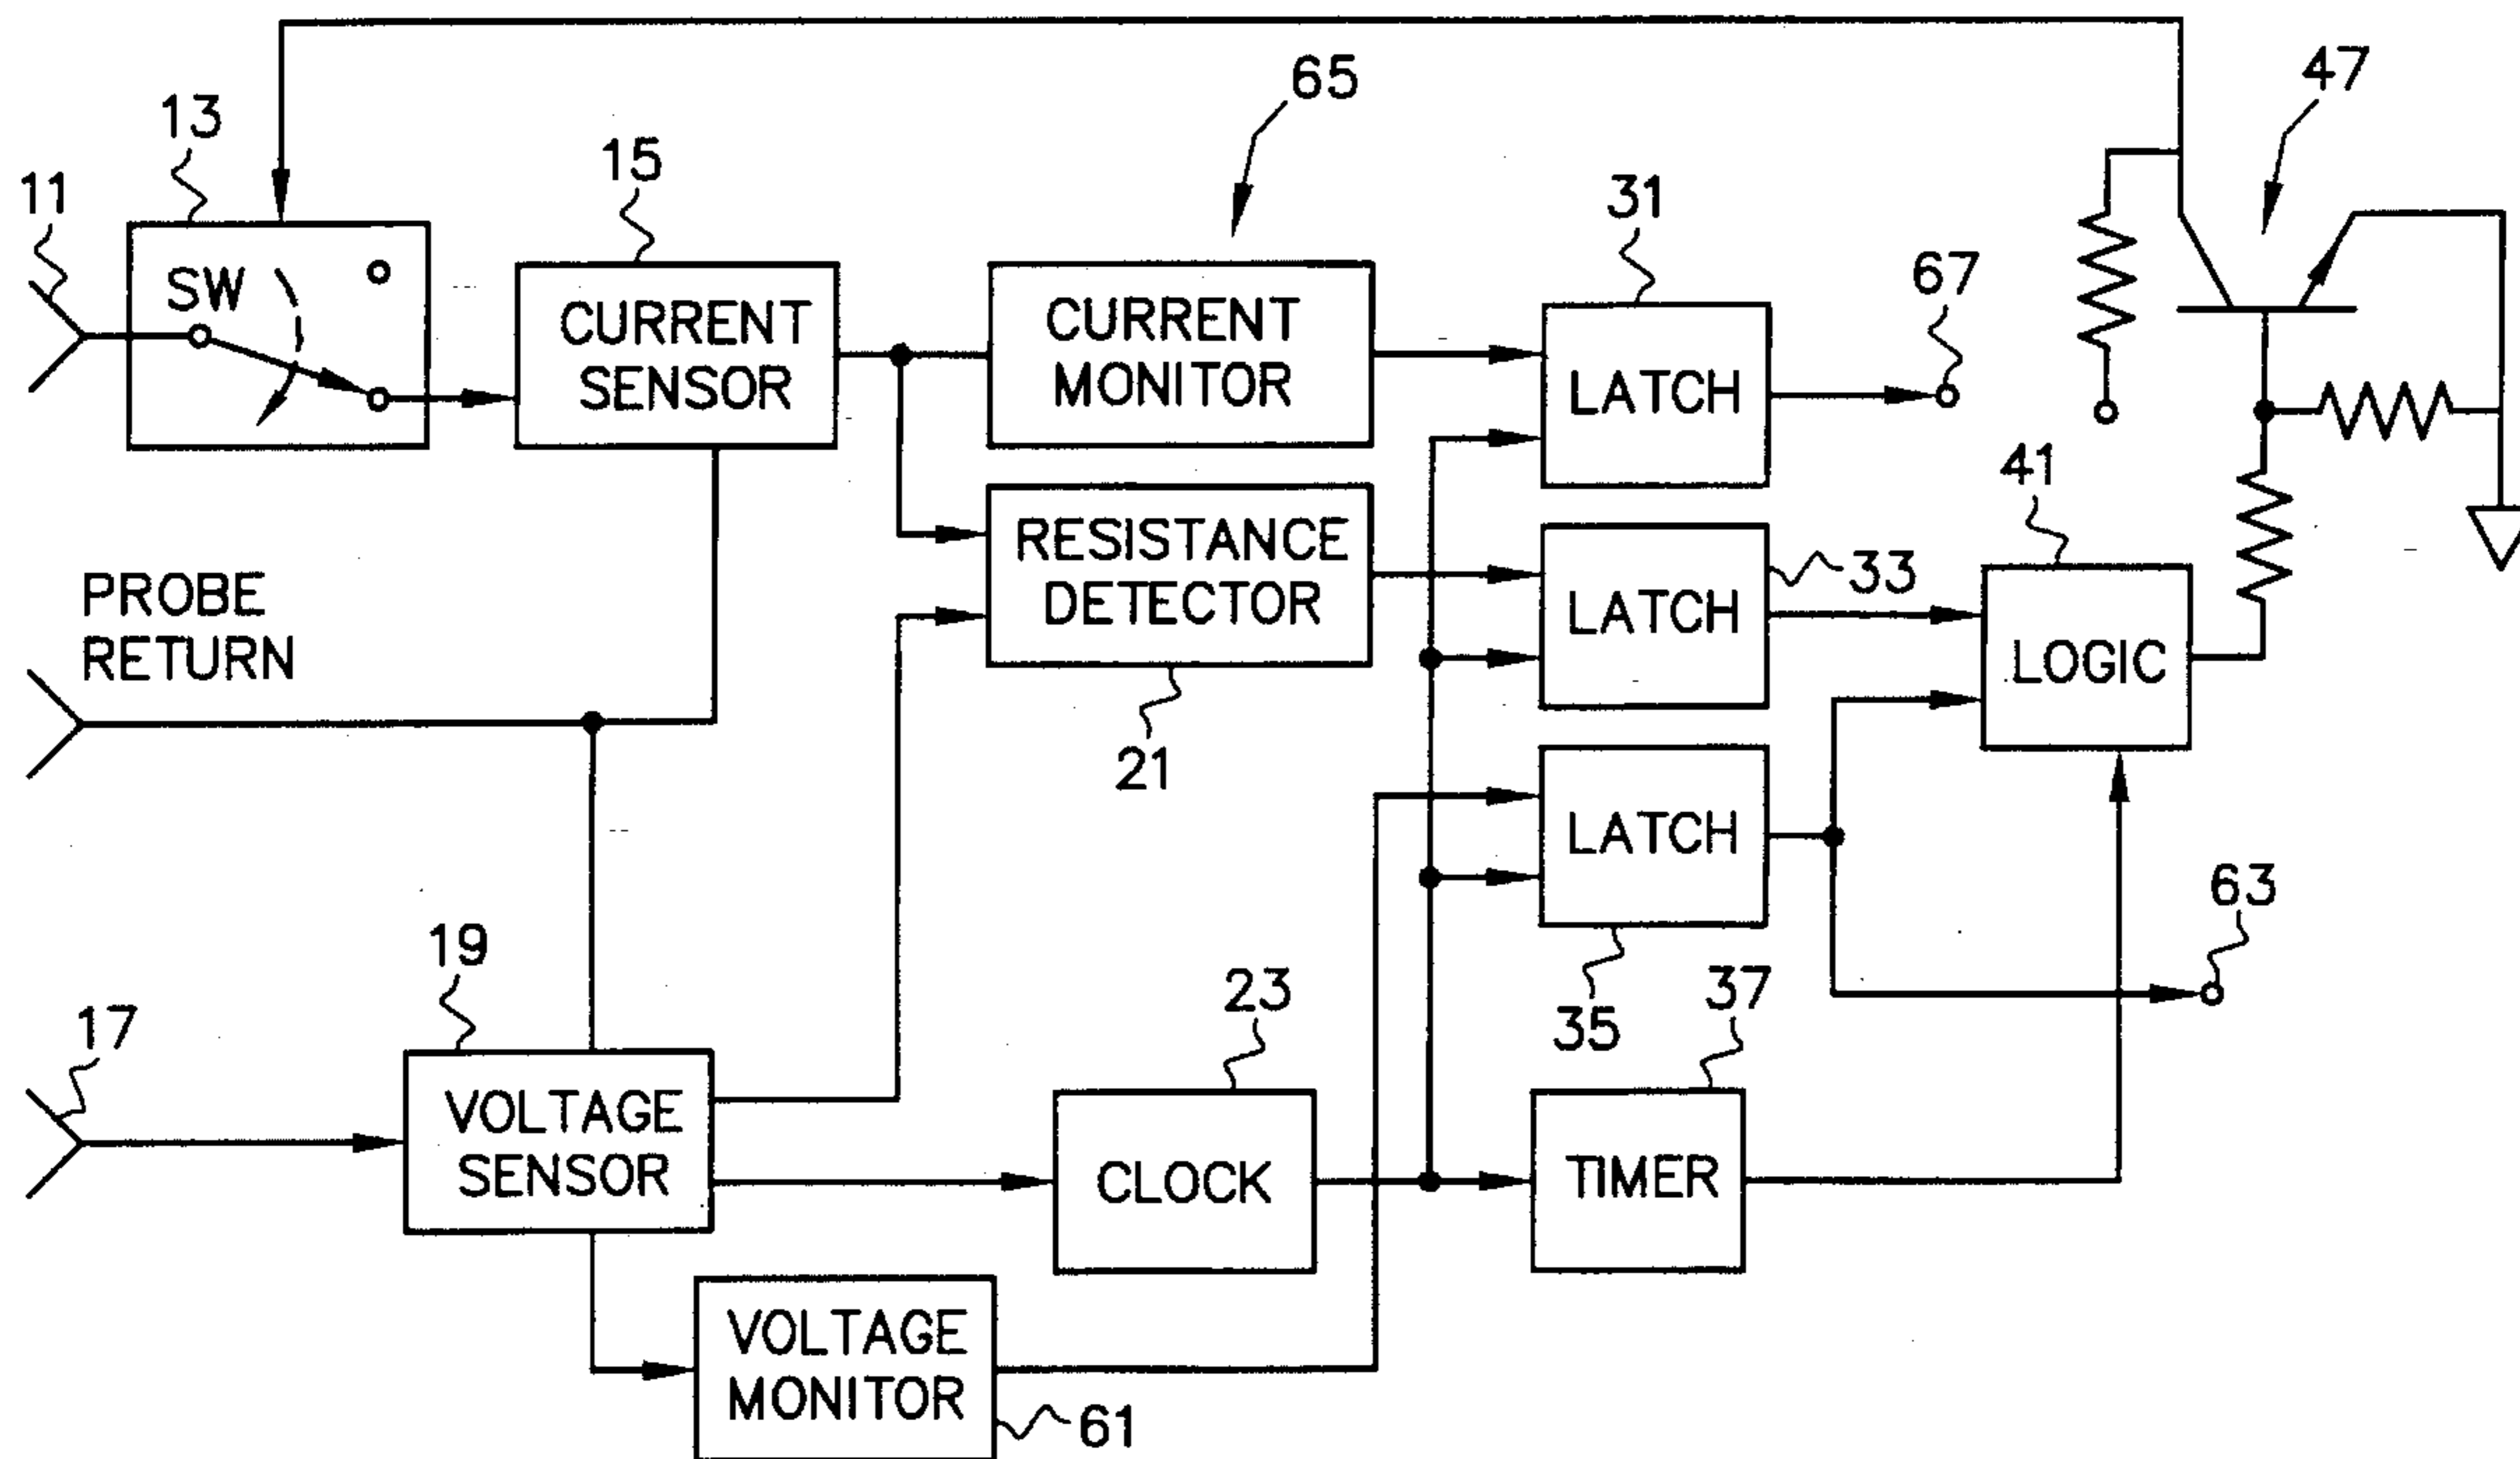 65
47
13
15
11
31
67
SW
CURRENT
SENSOR
CURRENT
MONITOR
LATCH
41
RESISTANCE
DETECTOR
33
LATCH
PROBE
RETURN
LOGIC
21
LATCH
63
19
23
35
37
17
VOLTAGE
SENSOR
CLOCK
TIMER
VOLTAGE
MONITOR
61